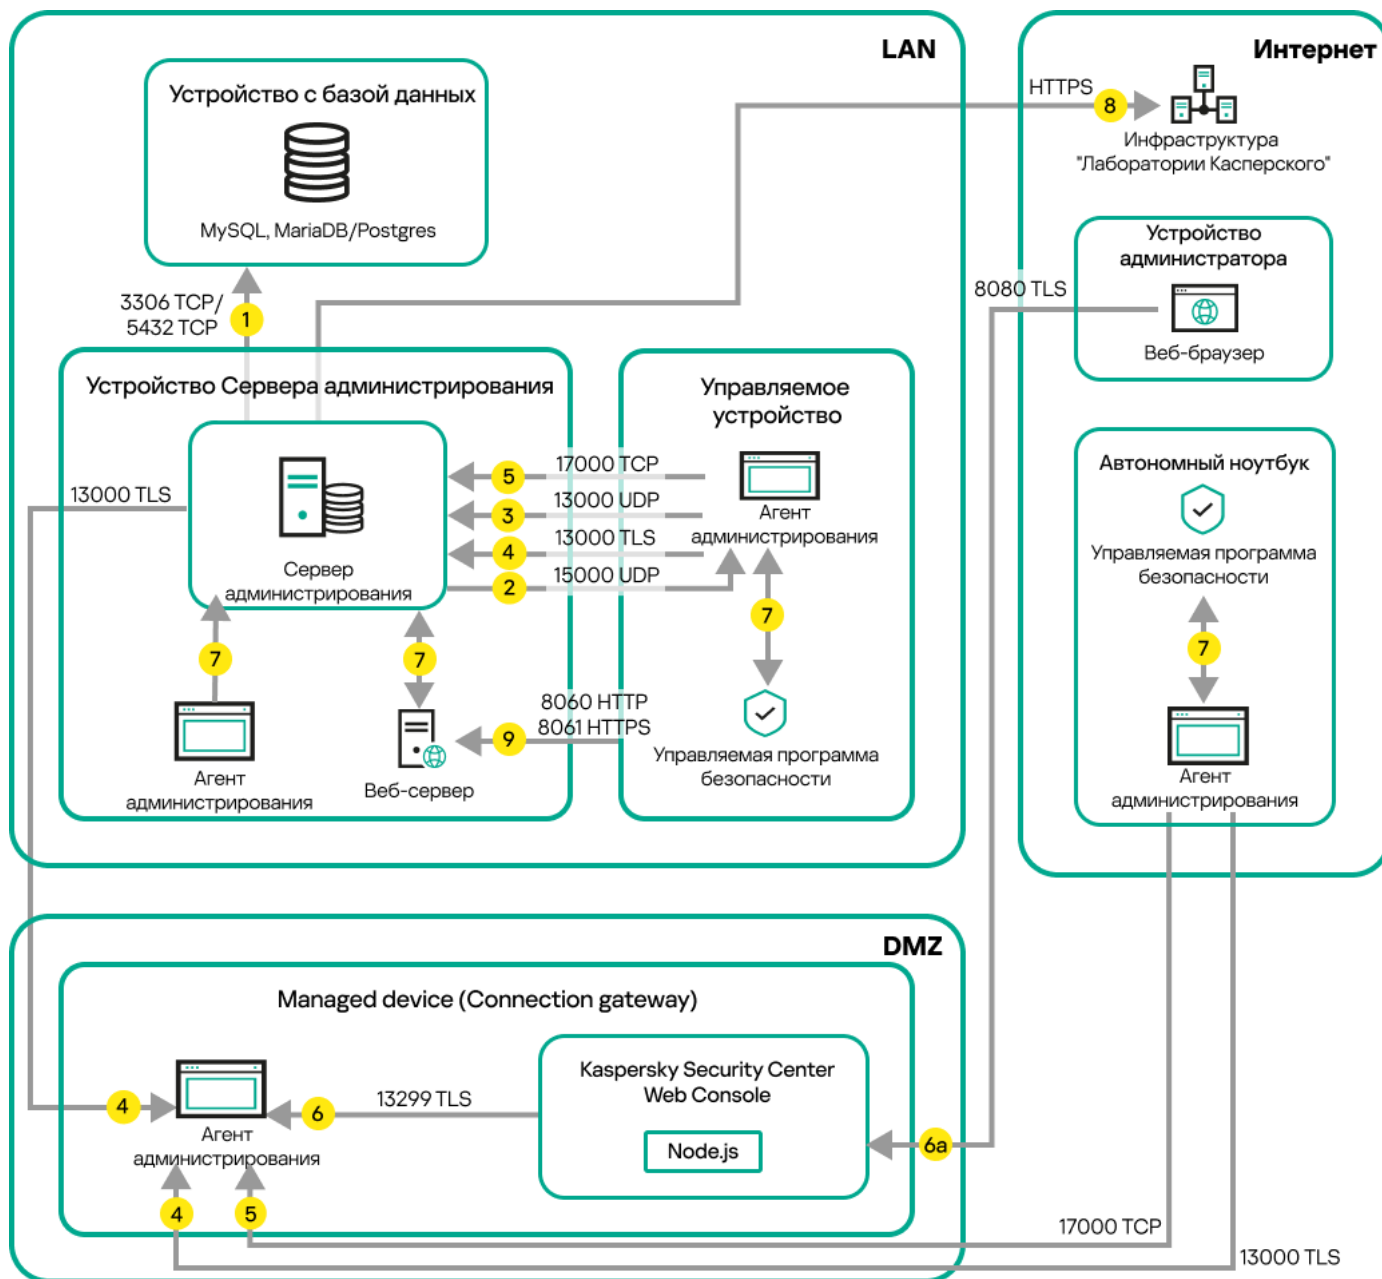 LAN
Устройство с базой данных
MySQL, MariaDB/Postgres
3306 TCP/
5432 TCP
1
Устройство Сервера администрирования
Сервер
администрирования
13000 TLS
7
7
Агент
администрирования
Веб-сервер
Управляемое
устройство
5
17000 TCP
3
13000 UDP
4
13000 TLS
2
15000 UDP
Агент
администрирования
7
8060 HTTP
8061 HTTPS
9
Управляемая программа
безопасности
Интернет
HTTPS
8
Инфраструктура
"Лаборатории Касперского"
Устройство
администратора
8080 TLS
Веб-браузер
Автономный ноутбук
Управляемая программа
безопасности
7
Агент
администрирования
DMZ
Managed device (Connection gateway)
4
Агент
администрирования
6
13299 TLS
Kaspersky Security Center
Web Console
Node.js
6a
4
5
17000 TCP
13000 TLS